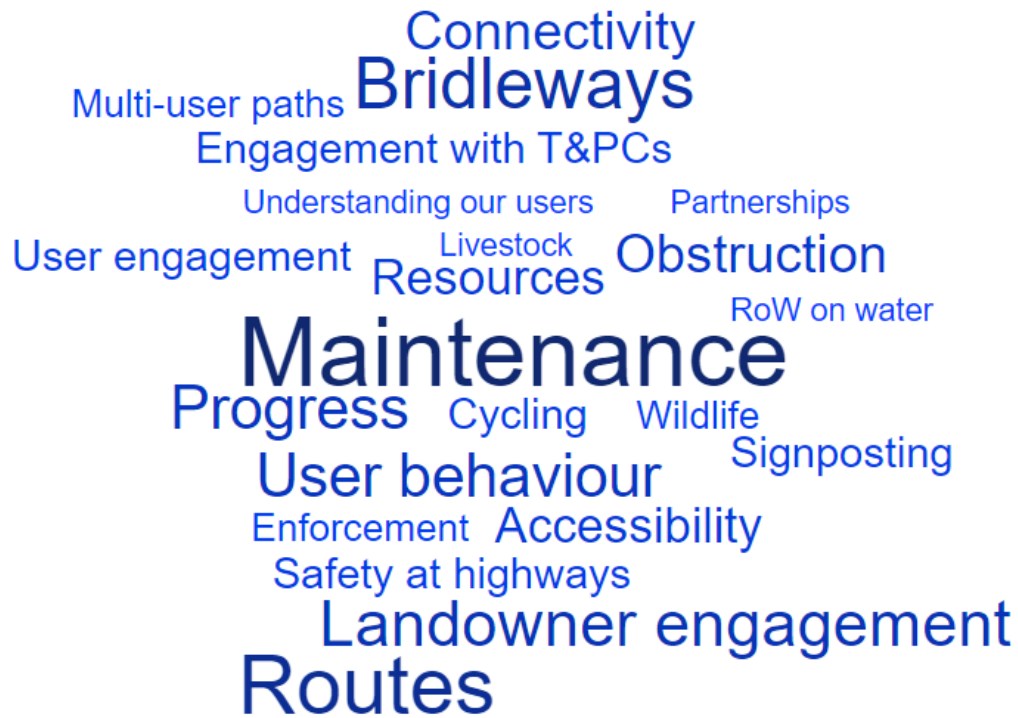 Connectivity
Bridleways
Multi-user paths
Engagement with T&PCs
Understanding our users
Partnerships
User engagement
Livestock
Obstruction
Resources
RoW on water
Maintenance
Progress
Cycling
Wildlife
Signposting
User behaviour
Enforcement
Accessibility
Safety at highways
Landowner engagement
Routes